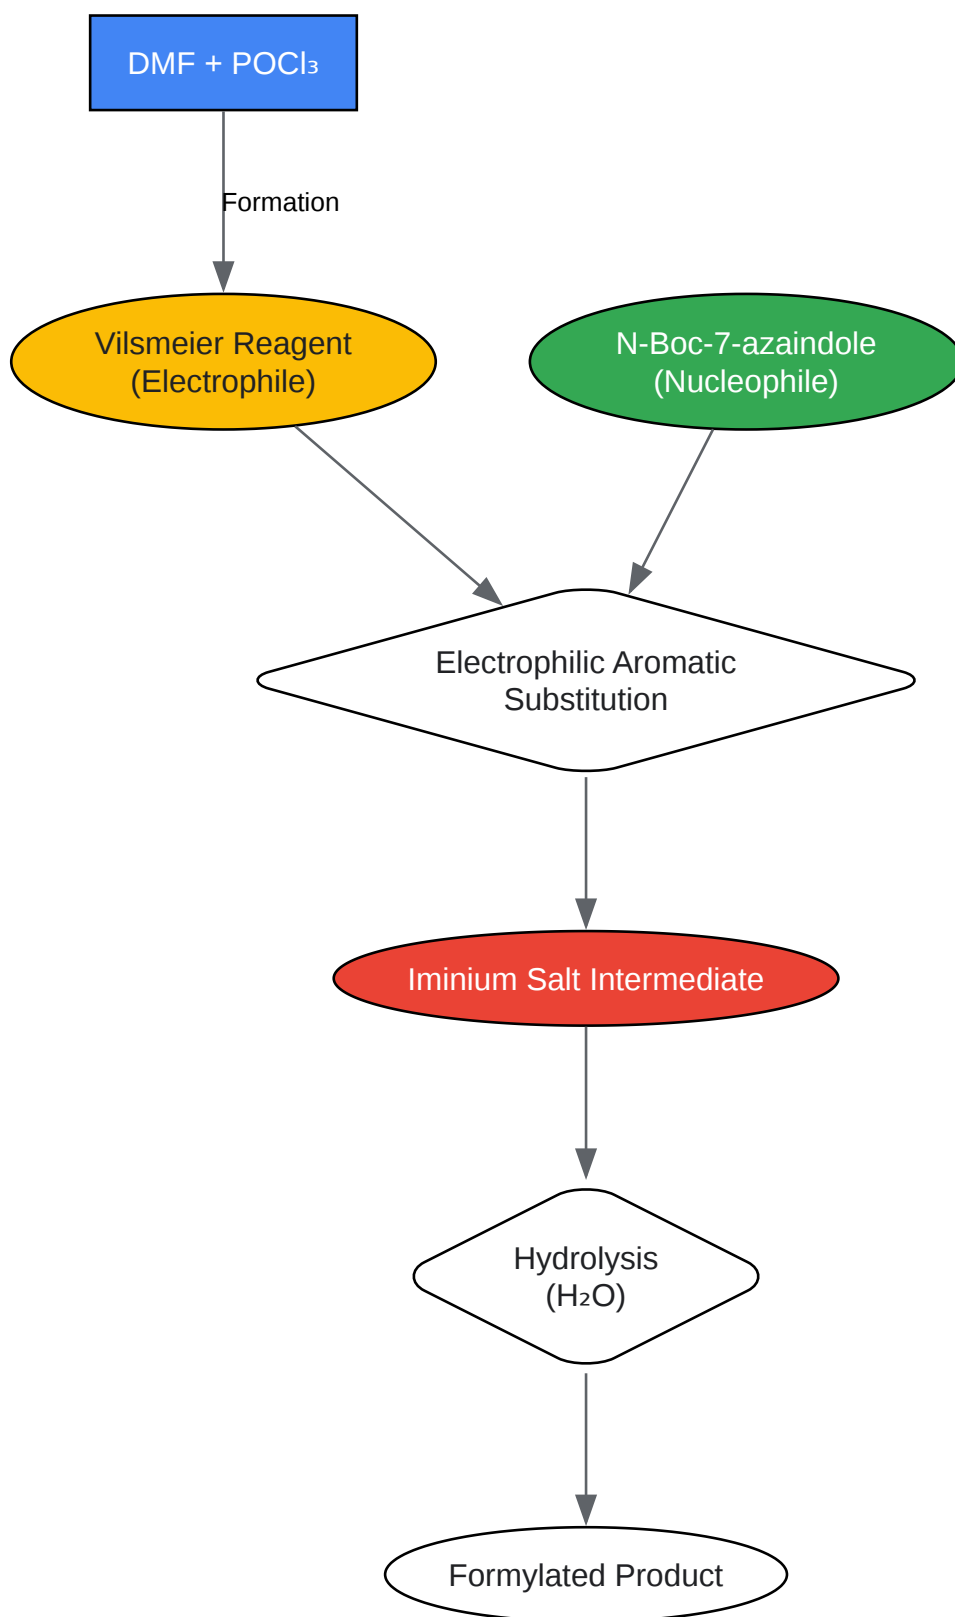 DMF + POCl₃
Formation
Vilsmeier Reagent
(Electrophile)
N-Boc-7-azaindole
(Nucleophile)
Electrophilic Aromatic
Substitution
Iminium Salt Intermediate
Hydrolysis
(H₂O)
Formylated Product